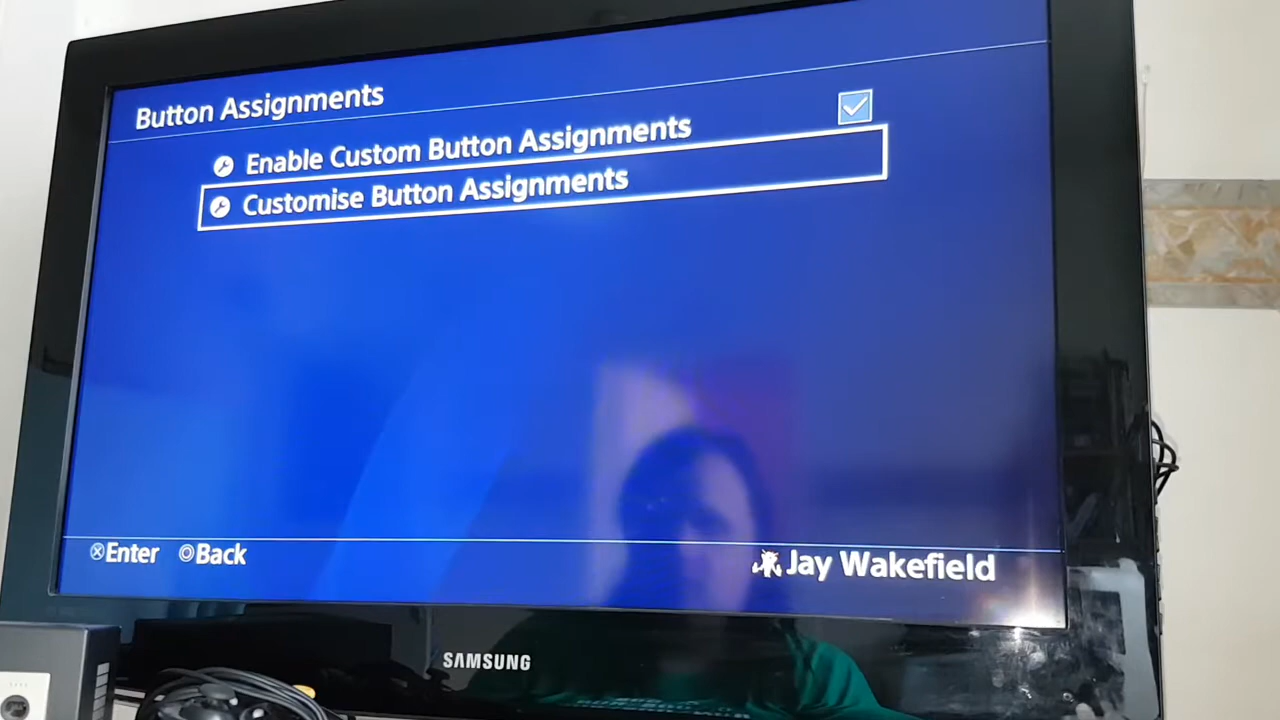 Button Assignments
Enable Custom Button Assignments
Customise Button Assignments
Enter Back
Jay Wakefield
SAMSUNG